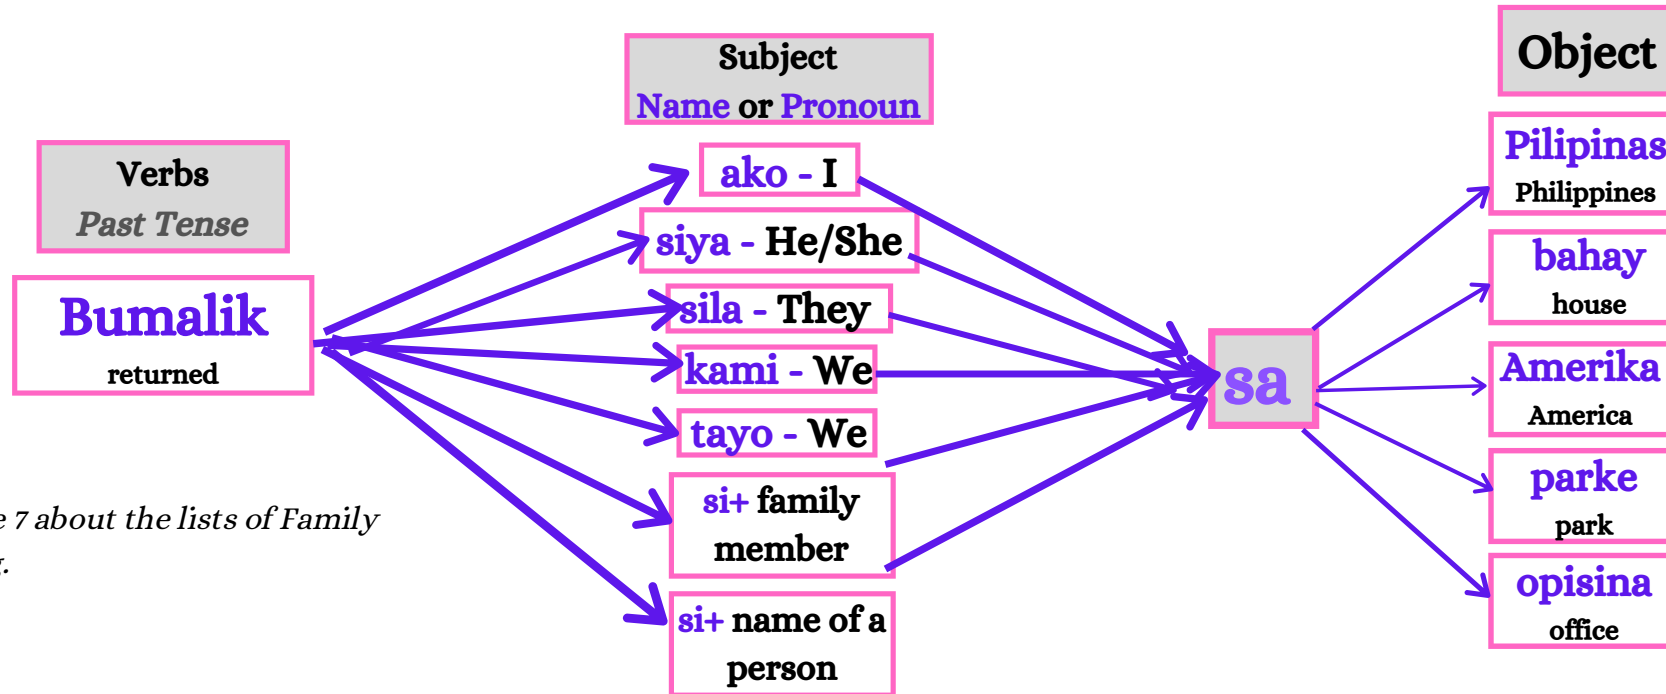 Verbs
Past Tense
Bumalik
returned
e 7 about the lists of Family
g.
Subject
Name or Pronoun
ako - I
siya - He/She
sila - They
kami - We
tayo - We
si+ family
member
si+ name of a
person
sa
Object
Pilipinas
Philippines
bahay
house
Amerika
America
parke
park
opisina
office